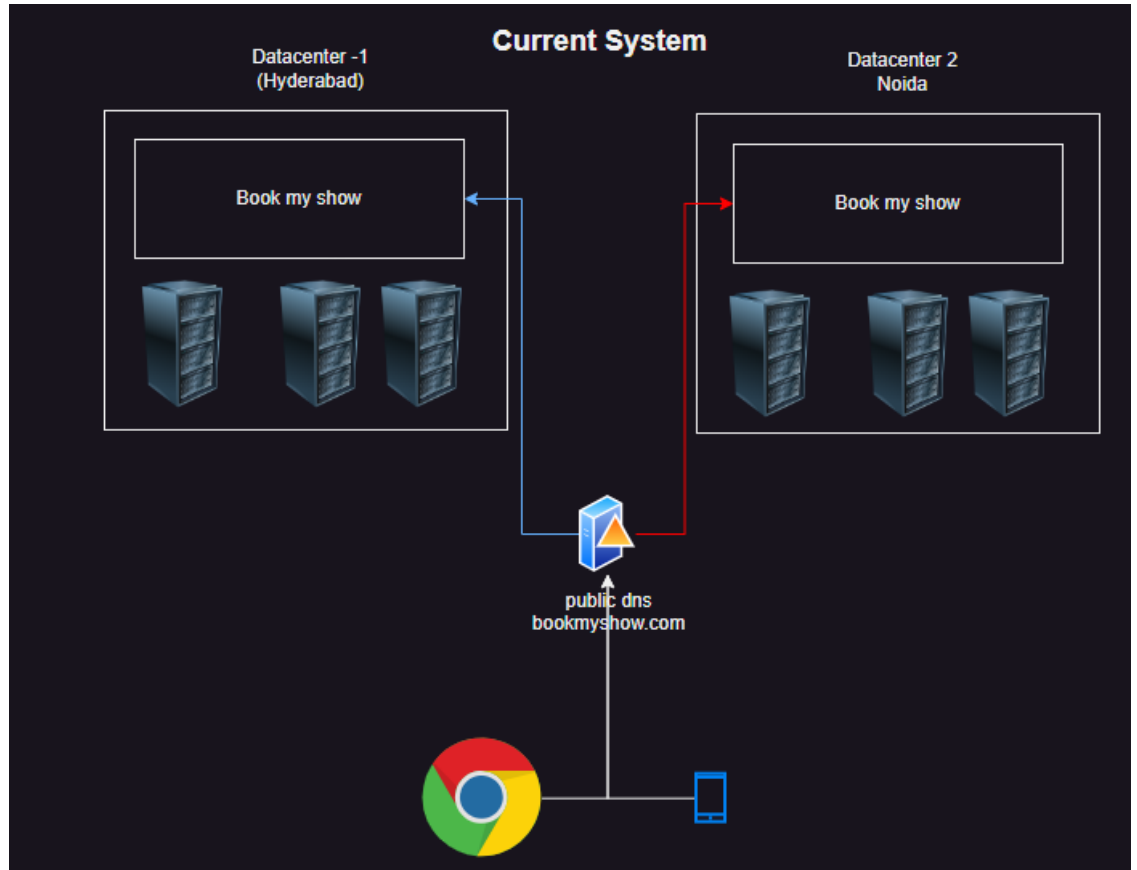 Current System
Datacenter -1
(Hyderabad)
Datacenter 2
Noida
Book my show
Book my show
public dns
bookmyshow.com